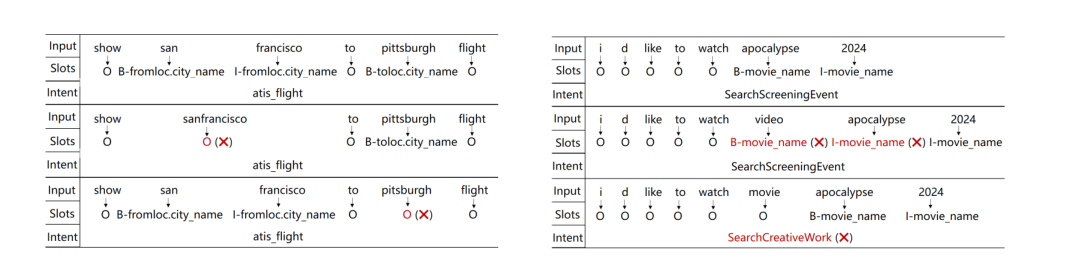 Input show san francisco to pittsburgh flight
Slots O B-fromloc.city_name I-fromloc.city_name O B-toloc.city_name O
Intent atis_flight
Input show sanfrancisco to pittsburgh flight
Slots O O (❌) O B-toloc.city_name O
Intent atis_flight
Input show san francisco to pitsburgh flight
Slots O B-fromloc.city_name I-fromloc.city_name O O (❌) O
Intent atis_flight
Input i d like to watch apocalypse 2024
Slots O O O O O B-movie_name I-movie_name
Intent SearchScreeningEvent
Input i d like to watch video apocalypse 2024
Slots O O O O O B-movie_name (❌) I-movie_name (❌) I-movie_name
Intent SearchScreeningEvent
Input i d like to watch movie apocalypse 2024
Slots O O O O O O B-movie_name I-movie_name
Intent SearchCreativeWork (❌)